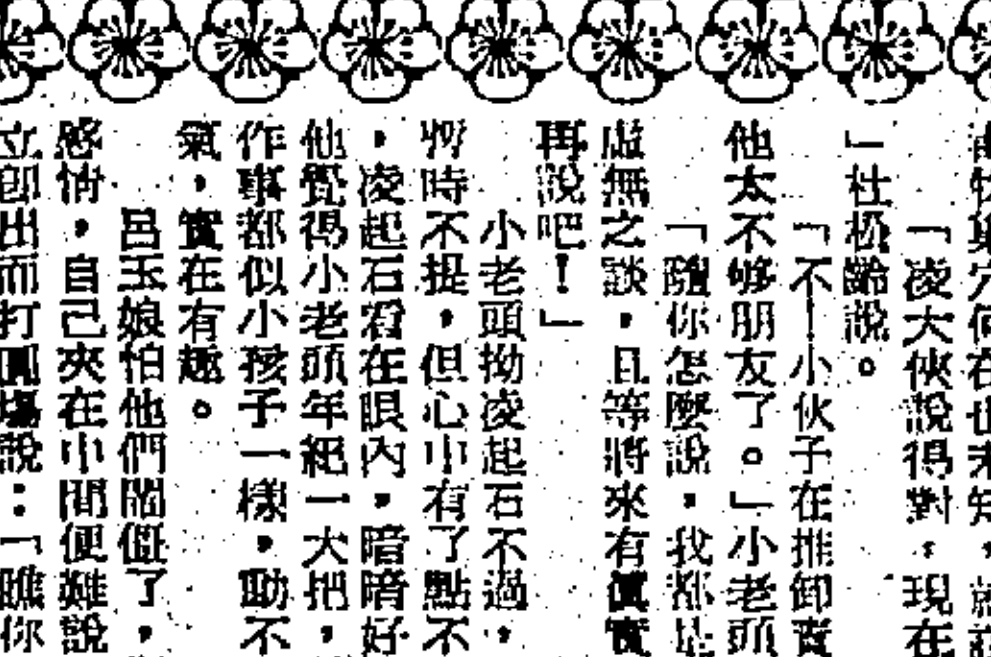 「凌大俠說得對，現在
」杜松齡說。
「不—小伙子在推卸責
他太不够朋友了。」小老頭
「隨你怎麼說，我都是
虛無之談，且等將來有眞實
再說吧！」
小老頭拗凌起石不過，
暫時不提，但心中有了點不
，凌起石看在眼內，暗暗好
他覺得小老頭年紀一大把，
作事都似小孩子一樣，動不
氣，實在有趣。
呂玉娘怕他們鬧僵了，
感情，自己夾在中間便難說
立卽出而打圓塲說：「瞧你